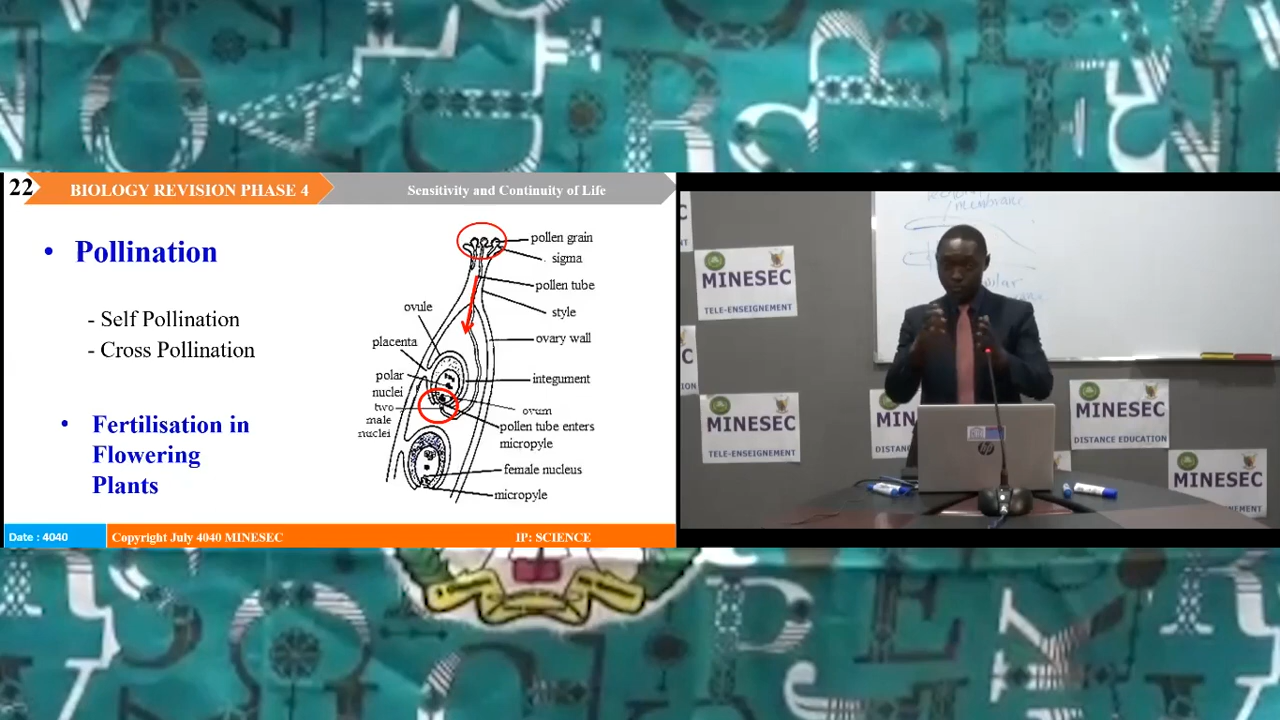 22
BIOLOGY REVISION PHASE 4
Sensitivity and Continuity of Life
• Pollination
- Self Pollination
- Cross Pollination
• Fertilisation in
Flowering
Plants
pollen grain
sigma
pollen tube
style
ovule
ovary wall
placenta
polar
nuclei
integument
two
male
nuclei
ovum
pollen tube enters
micropyle
female nucleus
micropyle
Date : 4040
Copyright July 4040 MINESEC
IP: SCIENCE
membrane
MINESEC
TELE-ENSEIGNEMENT
MINESEC
TELE-ENSEIGNEMENT
MINESEC
DISTANCE EDUCATION
MINESEC
hp